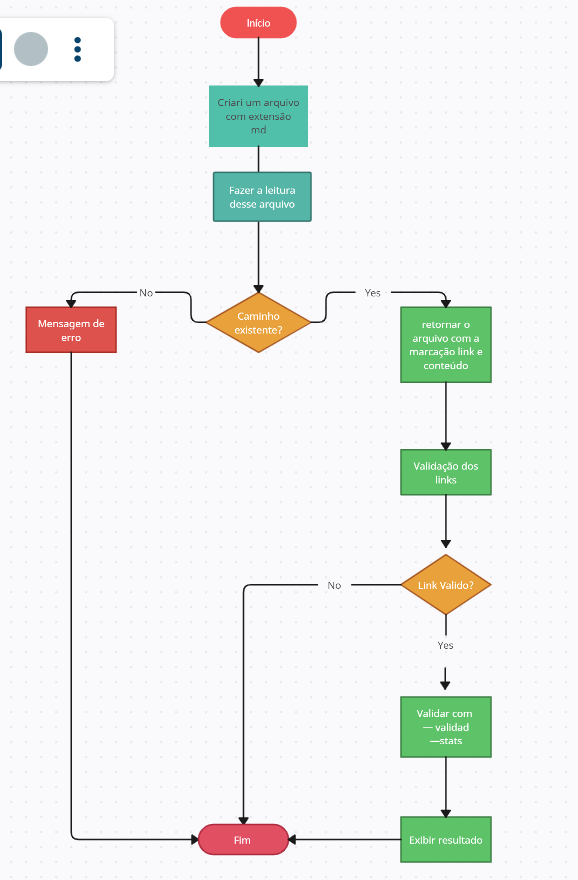 Início
Criari um arquivo
com extensão
md
Fazer a leitura
desse arquivo
No
Yes
Caminho
existente?
Mensagem de
erro
retornar o
arquivo com a
marcação link e
conteúdo
Validação dos
links
No
Link Valido?
Yes
Validar com
— validad
—stats
Fim
Exibir resultado